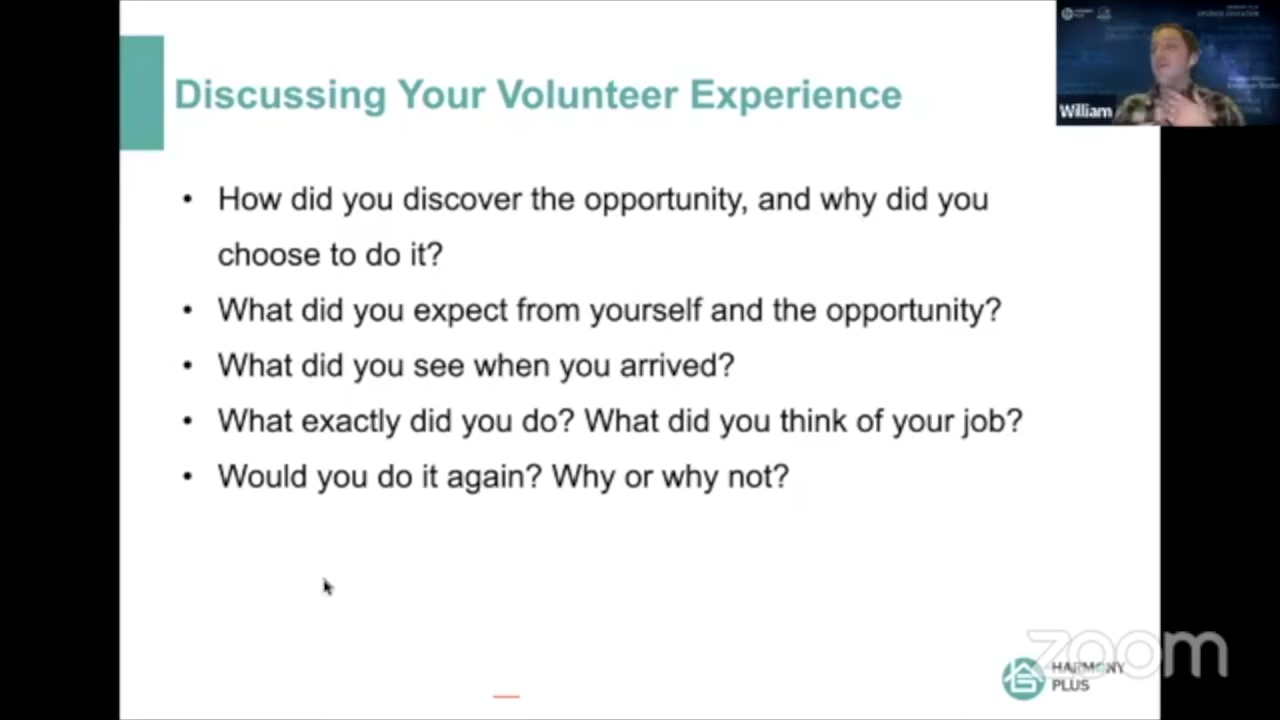 Discussing Your Volunteer Experience
William
• How did you discover the opportunity, and why did you
choose to do it?
• What did you expect from yourself and the opportunity?
• What did you see when you arrived?
• What exactly did you do? What did you think of your job?
• Would you do it again? Why or why not?
zoom
HARMONY
PLUS